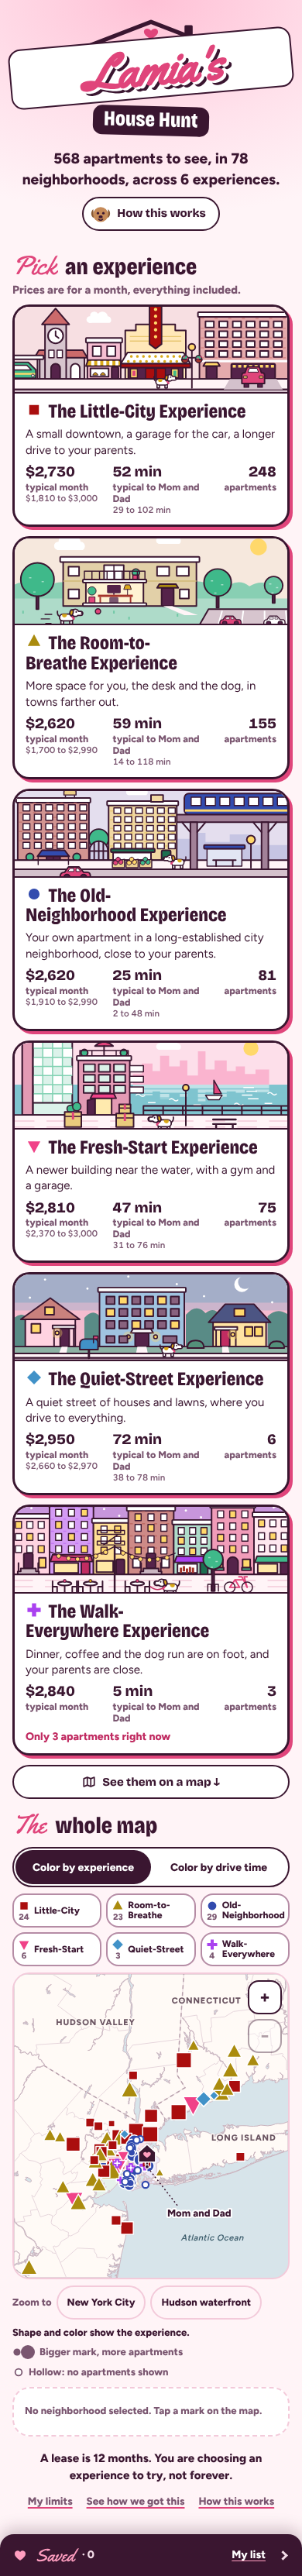 Lamia's
House Hunt
568 apartments to see, in 78
neighborhoods, across 6 experiences.
How this works
Pick an experience
Prices are for a month, everything included.
The Little-City Experience
A small downtown, a garage for the car, a longer
drive to your parents.
$2,730 52 min 248
typical month typical to Mom and apartments
$1,810 to $3,000 Dad
29 to 102 min
The Room-to-
Breathe Experience
More space for you, the desk and the dog, in
towns farther out.
$2,620 59 min 155
typical month typical to Mom and apartments
$1,700 to $2,990 Dad
14 to 118 min
The Old-
Neighborhood Experience
Your own apartment in a long-established city
neighborhood, close to your parents.
$2,620 25 min 81
typical month typical to Mom and apartments
$1,910 to $2,990 Dad
2 to 48 min
The Fresh-Start Experience
A newer building near the water, with a gym and
a garage.
$2,810 47 min 75
typical month typical to Mom and apartments
$2,370 to $3,000 Dad
31 to 76 min
The Quiet-Street Experience
A quiet street of houses and lawns, where you
drive to everything.
$2,950 72 min 6
typical month typical to Mom and apartments
$2,660 to $2,970 Dad
38 to 78 min
The Walk-
Everywhere Experience
Dinner, coffee and the dog run are on foot, and
your parents are close.
$2,840 5 min 3
typical month typical to Mom and apartments
Dad
Only 3 apartments right now
See them on a map ↓
The whole map
Color by experience Color by drive time
24 Little-City
23 Room-to-
Breathe
29 Old-
Neighborhood
6 Fresh-Start
3 Quiet-Street
4 Walk-
Everywhere
+
−
CONNECTICUT
HUDSON VALLEY
LONG ISLAND
Mom and Dad
Atlantic Ocean
Zoom to New York City Hudson waterfront
Shape and color show the experience.
Bigger mark, more apartments
Hollow: no apartments shown
No neighborhood selected. Tap a mark on the map.
A lease is 12 months. You are choosing an
experience to try, not forever.
My limits See how we got this How this works
Saved · 0 My list